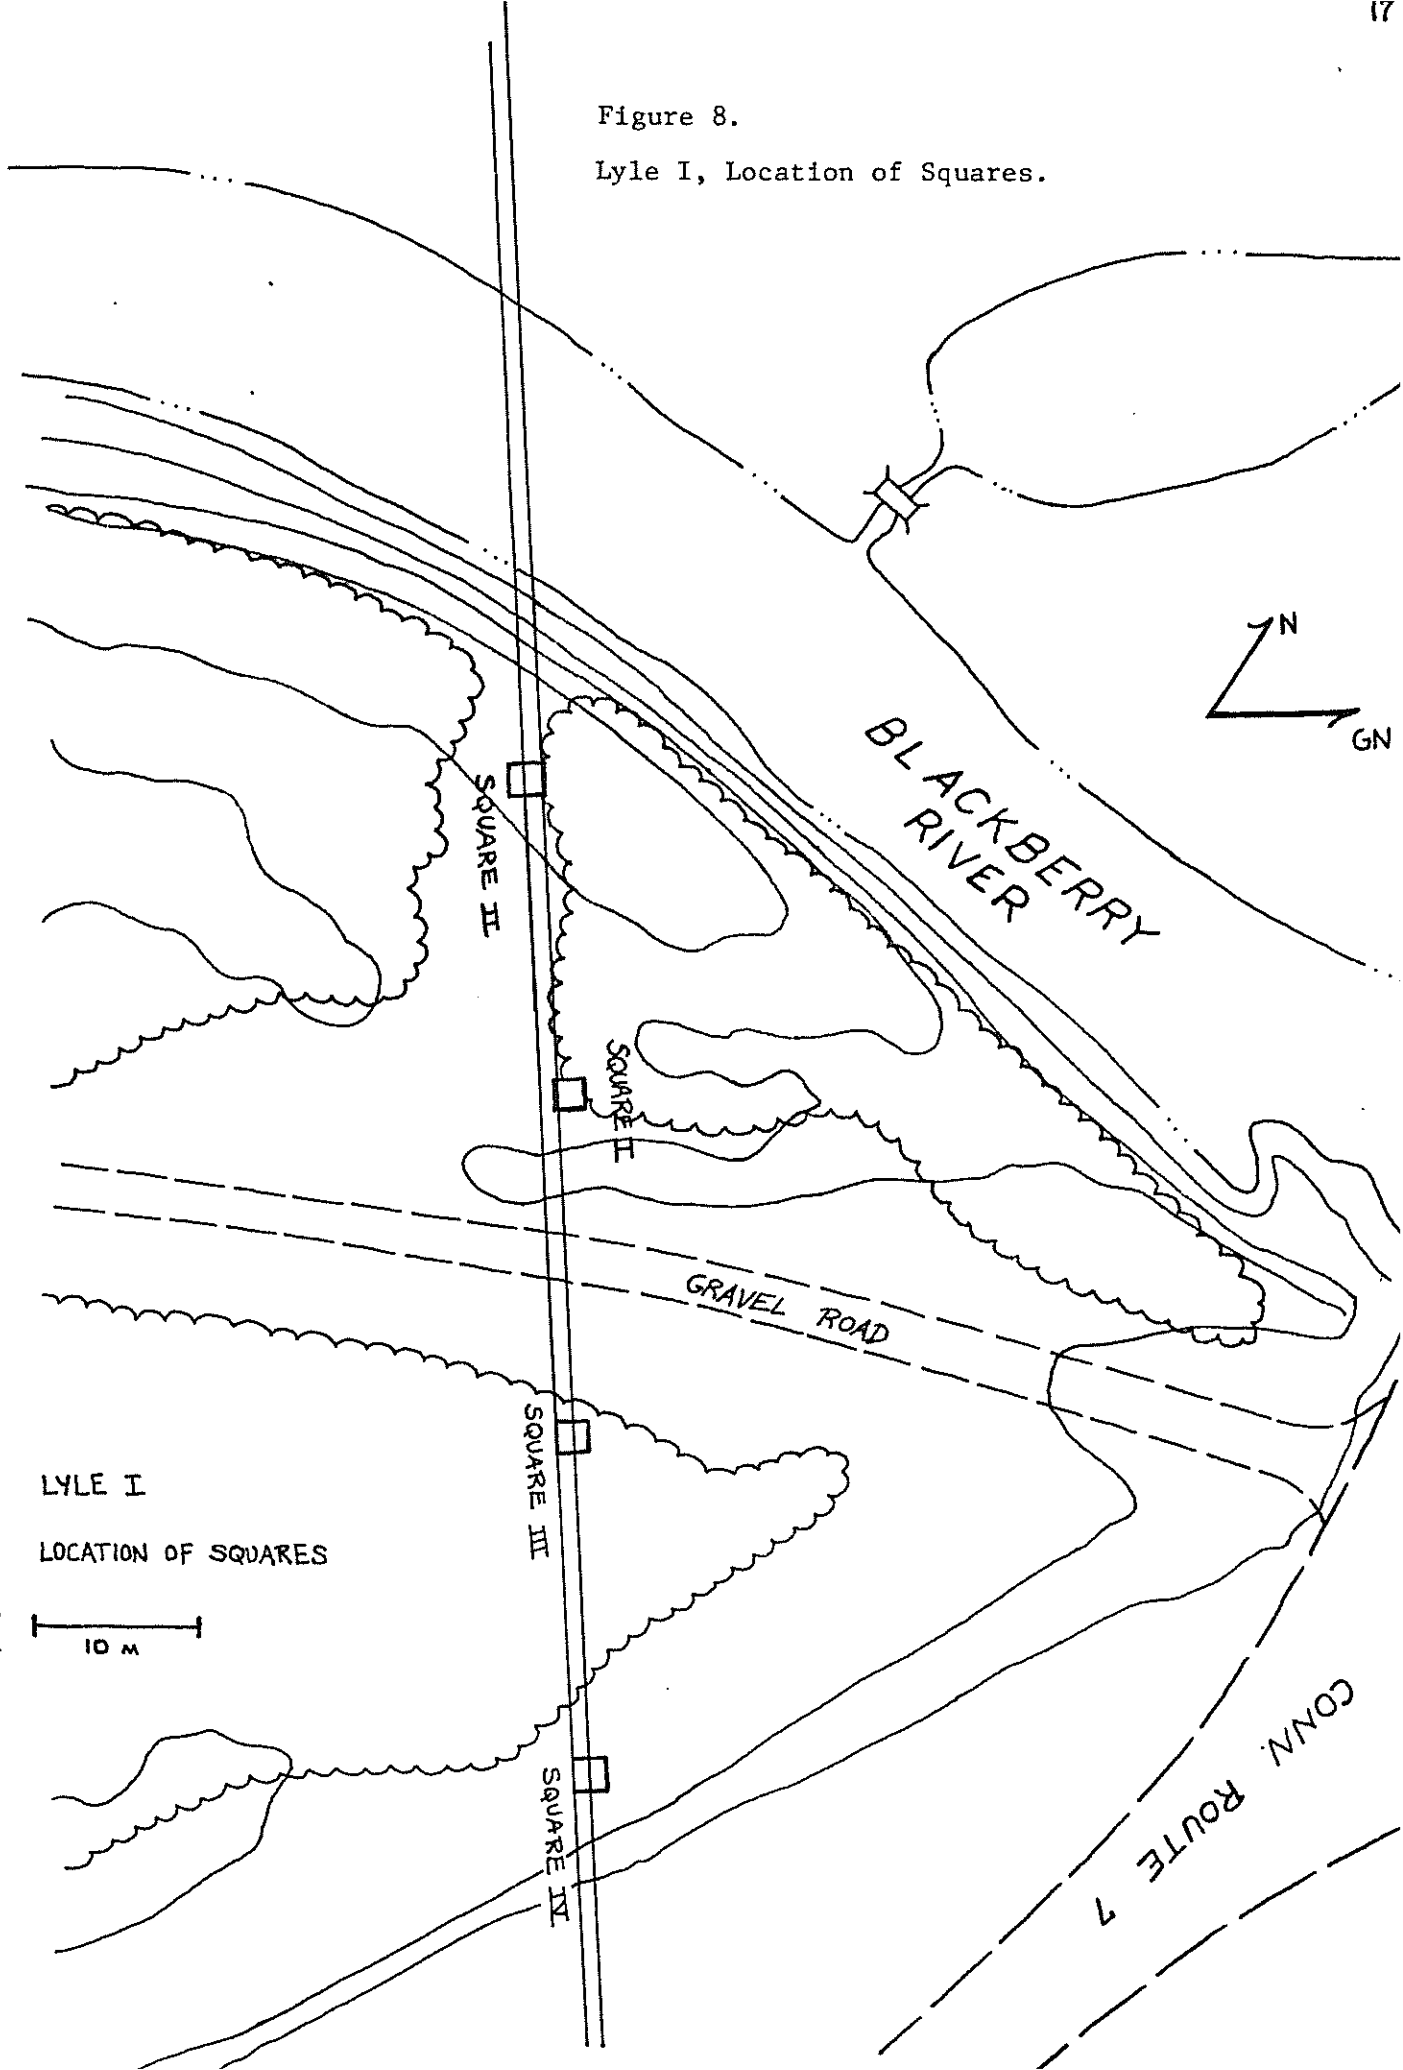 17
Figure 8.
Lyle I, Location of Squares.
N
GN
BLACKBERRY
RIVER
SQUARE II
SQUARE I
GRAVEL ROAD
SQUARE III
LYLE I
LOCATION OF SQUARES
10 M
SQUARE IV
CONN. ROUTE 7